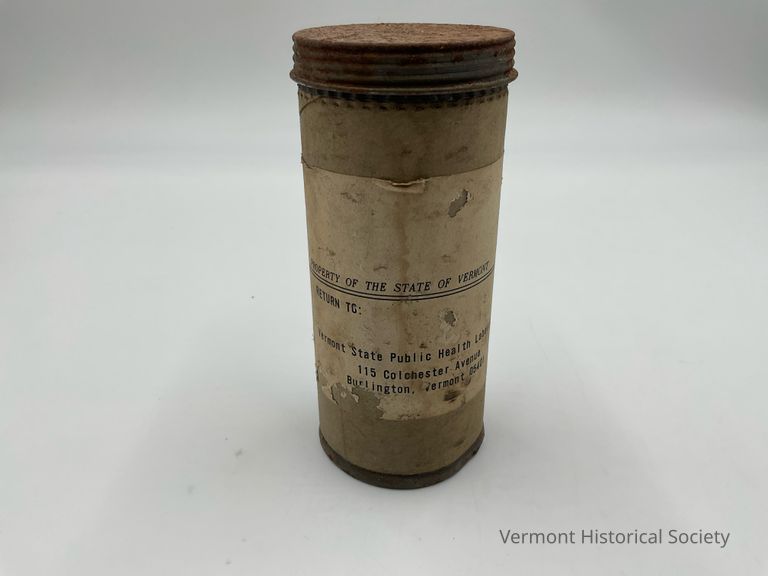 PROPERTY OF THE STATE OF VERMONT
RETURN TO:
Vermont State Public Health
115 Colchester Avenue
Burlington, Vermont
Vermont Historical Society